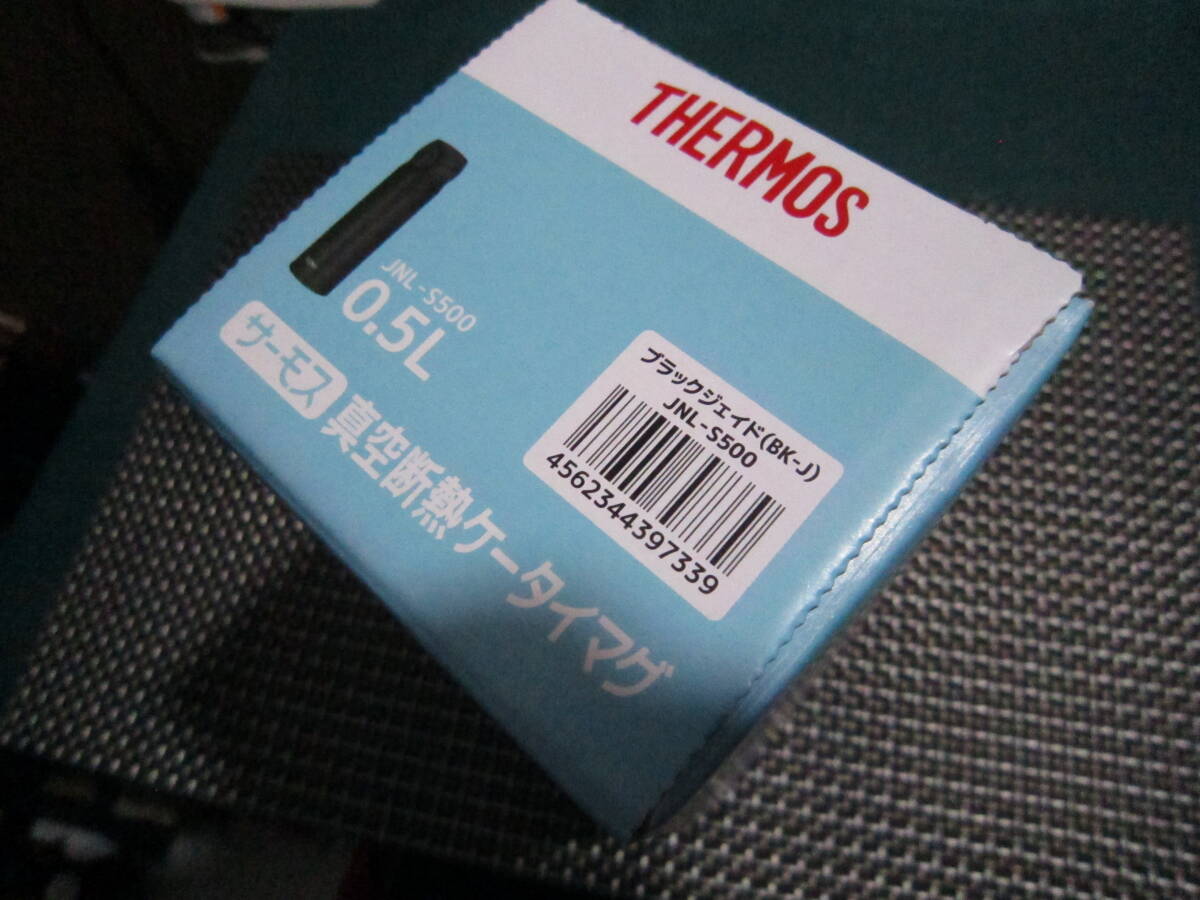 THERMOS
JNL-S500
0.5L
サーモス 真空断熱ケータイマグ
ブラックジェイド(BK-J)
JNL-S500
4562344397339